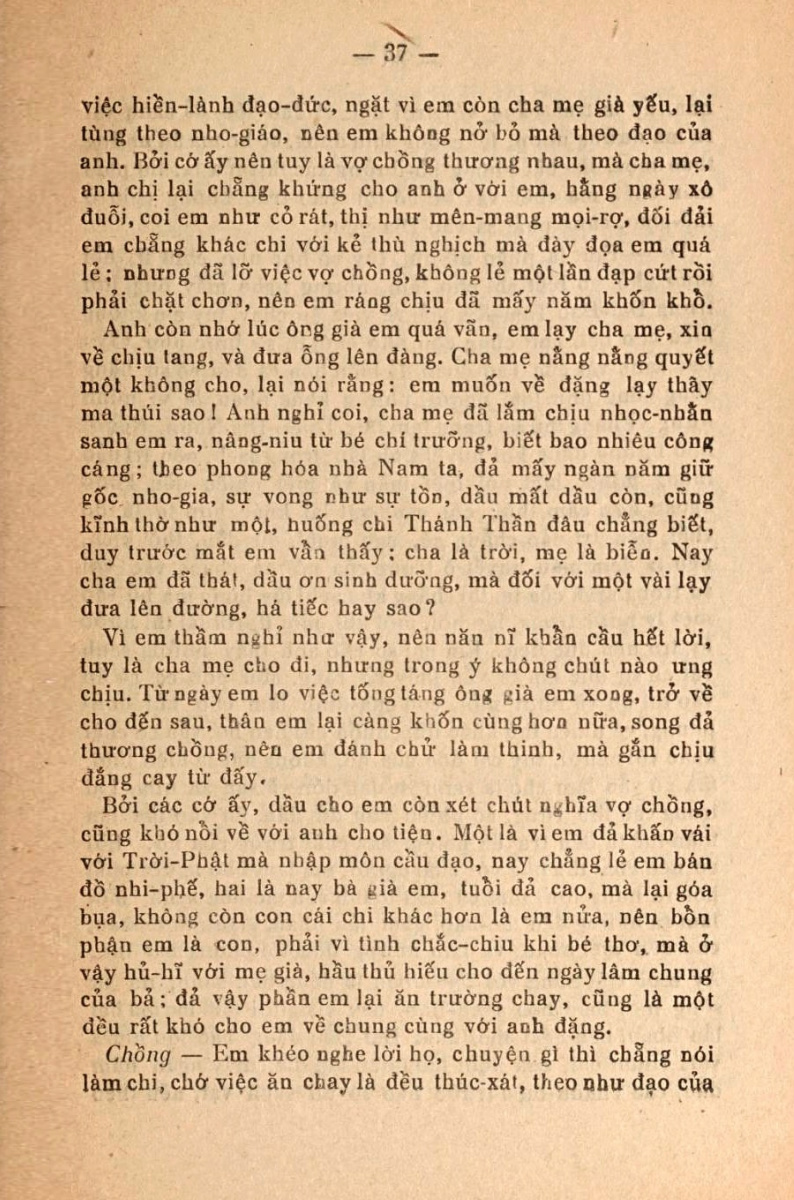 — 37 —
việc hiền-lành đạo-đức, ngặt vì em còn cha mẹ già yếu, lại
tùng theo nho-giáo, nên em không nở bỏ mà theo đạo của
anh. Bởi cớ ấy nên tuy là vợ chồng thương nhau, mà cha mẹ,
anh chị lại chẵng khứng cho anh ở với em, hằng ngày xô
đuỗi, coi em như cỏ rát, thị như mên-mang mọi-rợ, đối đải
em chẵng khác chi với kẻ thù nghịch mà đày đọa em quá
lẻ; nhưng đã lỡ việc vợ chồng, không lẻ một lần đạp cứt rồi
phải chặt chơn, nên em ráng chịu đã mấy năm khốn khổ.
Anh còn nhớ lúc ông già em quá vãn, em lạy cha mẹ, xin
về chịu tang, và đưa ỗng lên đàng. Cha mẹ nằng nằng quyết
một không cho, lại nói rằng: em muốn về đặng lạy thây
ma thúi sao! Anh nghỉ coi, cha mẹ đã lắm chịu nhọc-nhằn
sanh em ra, nâng-niu từ bé chí trưỡng, biết bao nhiêu công
cáng; theo phong hóa nhà Nam ta, đả mấy ngàn năm giữ
gốc nho-gia, sự vong như sự tồn, dầu mất dầu còn, cũng
kĩnh thờ như một, huống chi Thánh Thần đâu chẳng biết,
duy trước mắt em vẫn thấy; cha là trời, mẹ là biễn. Nay
cha em đã thát, dầu ơn sinh dưỡng, mà đối với một vài lạy
đưa lên đường, há tiếc hay sao?
Vì em thầm nghỉ như vậy, nên năn nĩ khẩn cầu hết lời,
tuy là cha mẹ cho đi, nhưng trong ý không chút nào ưng
chịu. Từ ngày em lo việc tống táng ông già em xong, trở về
cho đến sau, thân em lại càng khốn cùng hơn nữa, song đả
thương chồng, nên em đánh chử làm thinh, mà gắn chịu
đắng cay từ đấy.
Bởi các cớ ấy, dầu cho em còn xét chút nghĩa vợ chồng,
cũng khó nỗi về với anh cho tiện. Một là vì em đả khấn vái
với Trời-Phật mà nhập môn cầu đạo, nay chẵng lẻ em bán
đồ nhi-phế, hai là nay bà già em, tuổi đả cao, mà lại góa
bụa, không còn con cái chi khác hơn là em nửa, nên bổn
phận em là con, phải vì tình chắc-chiu khi bé thơ, mà ở
vậy hủ-hĩ với mẹ già, hầu thủ hiếu cho đến ngày lâm chung
của bả; đả vậy phần em lại ăn trường chay, cũng là một
đều rất khó cho em về chung cùng với anh đặng.
Chồng — Em khéo nghe lời họ, chuyện gì thì chẵng nói
làm chi, chớ việc ăn chay là đều thúc-xát, theo như đạo của